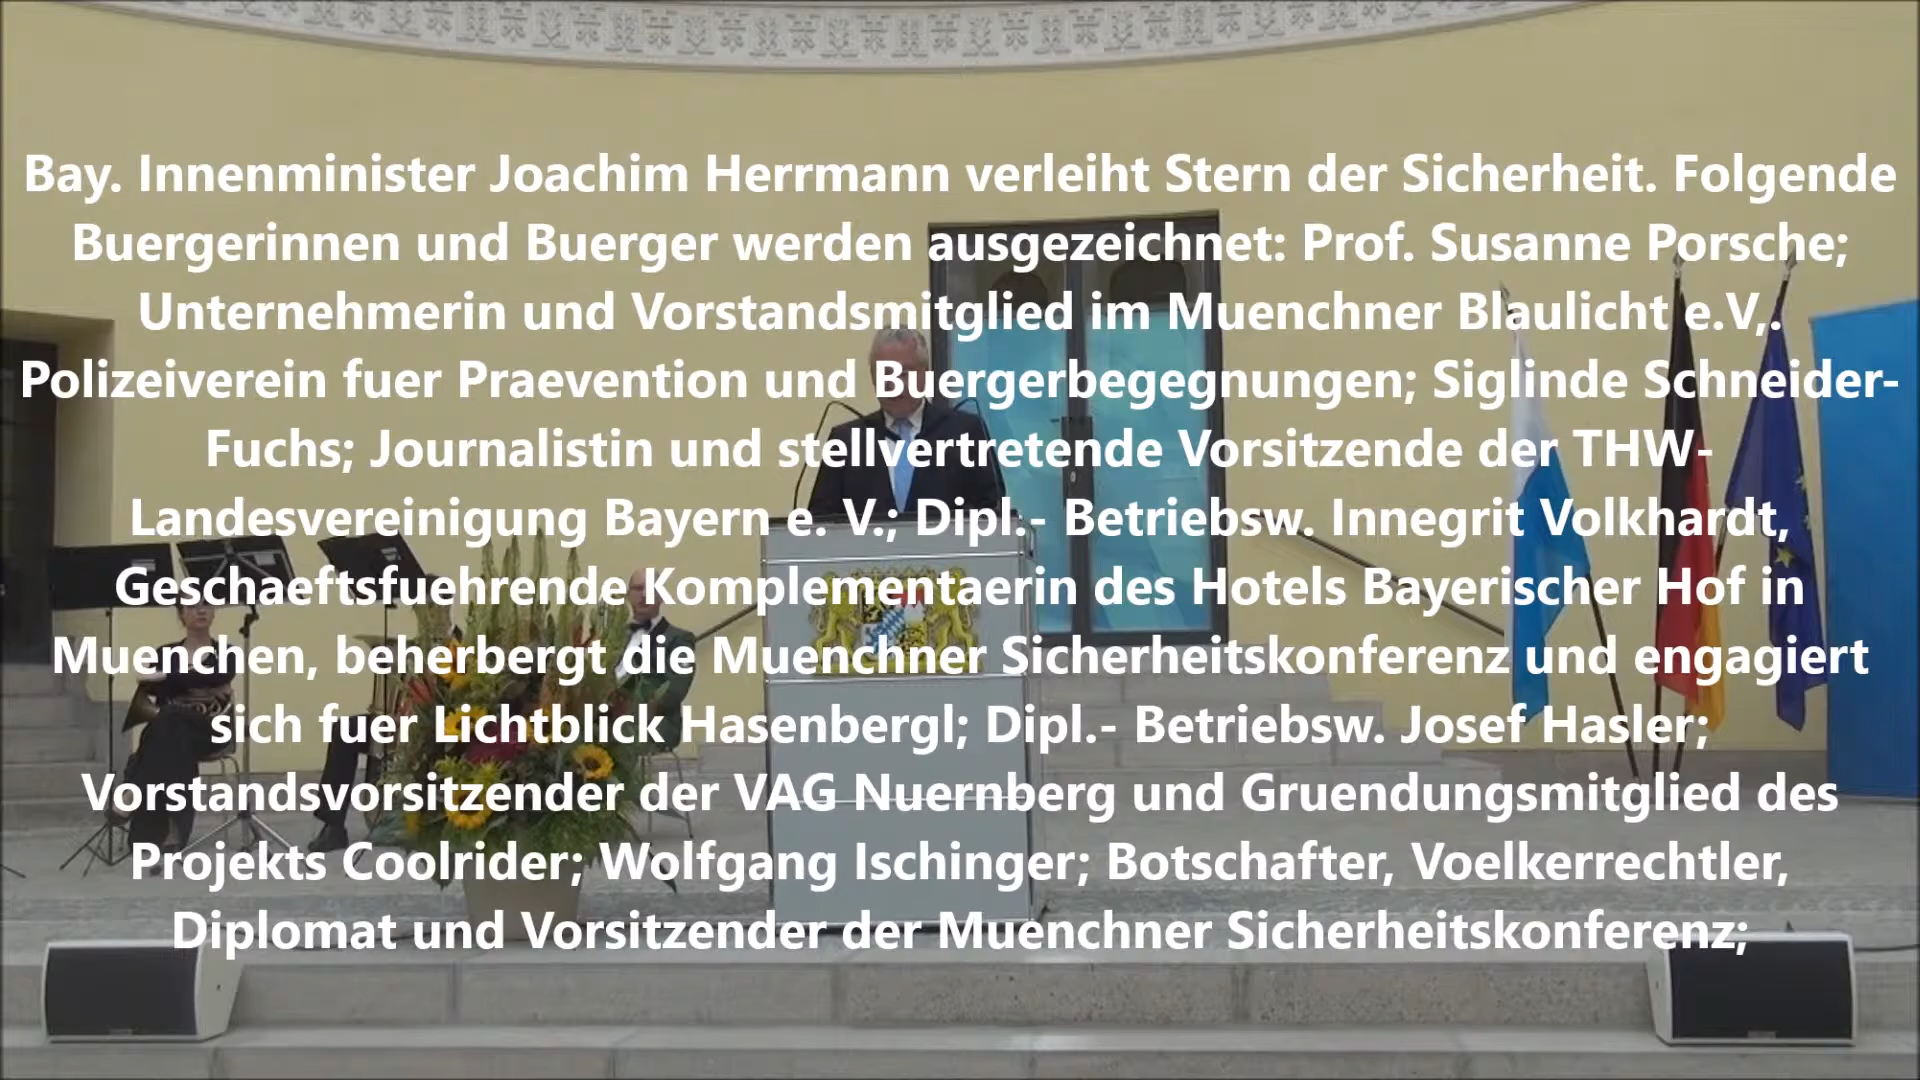 Bay. Innenminister Joachim Herrmann verleiht Stern der Sicherheit. Folgende
Buergerinnen und Buerger werden ausgezeichnet: Prof. Susanne Porsche;
Unternehmerin und Vorstandsmitglied im Muenchner Blaulicht e.V,.
Polizeiverein fuer Praevention und Buergerbegegnungen; Siglinde Schneider-
Fuchs; Journalistin und stellvertretende Vorsitzende der THW-
Landesvereinigung Bayern e. V.; Dipl.- Betriebsw. Innegrit Volkhardt,
Geschaeftsfuehrende Komplementaerin des Hotels Bayerischer Hof in
Muenchen, beherbergt die Muenchner Sicherheitskonferenz und engagiert
sich fuer Lichtblick Hasenbergl; Dipl.- Betriebsw. Josef Hasler;
Vorstandsvorsitzender der VAG Nuernberg und Gruendungsmitglied des
Projekts Coolrider; Wolfgang Ischinger; Botschafter, Voelkerrechtler,
Diplomat und Vorsitzender der Muenchner Sicherheitskonferenz;